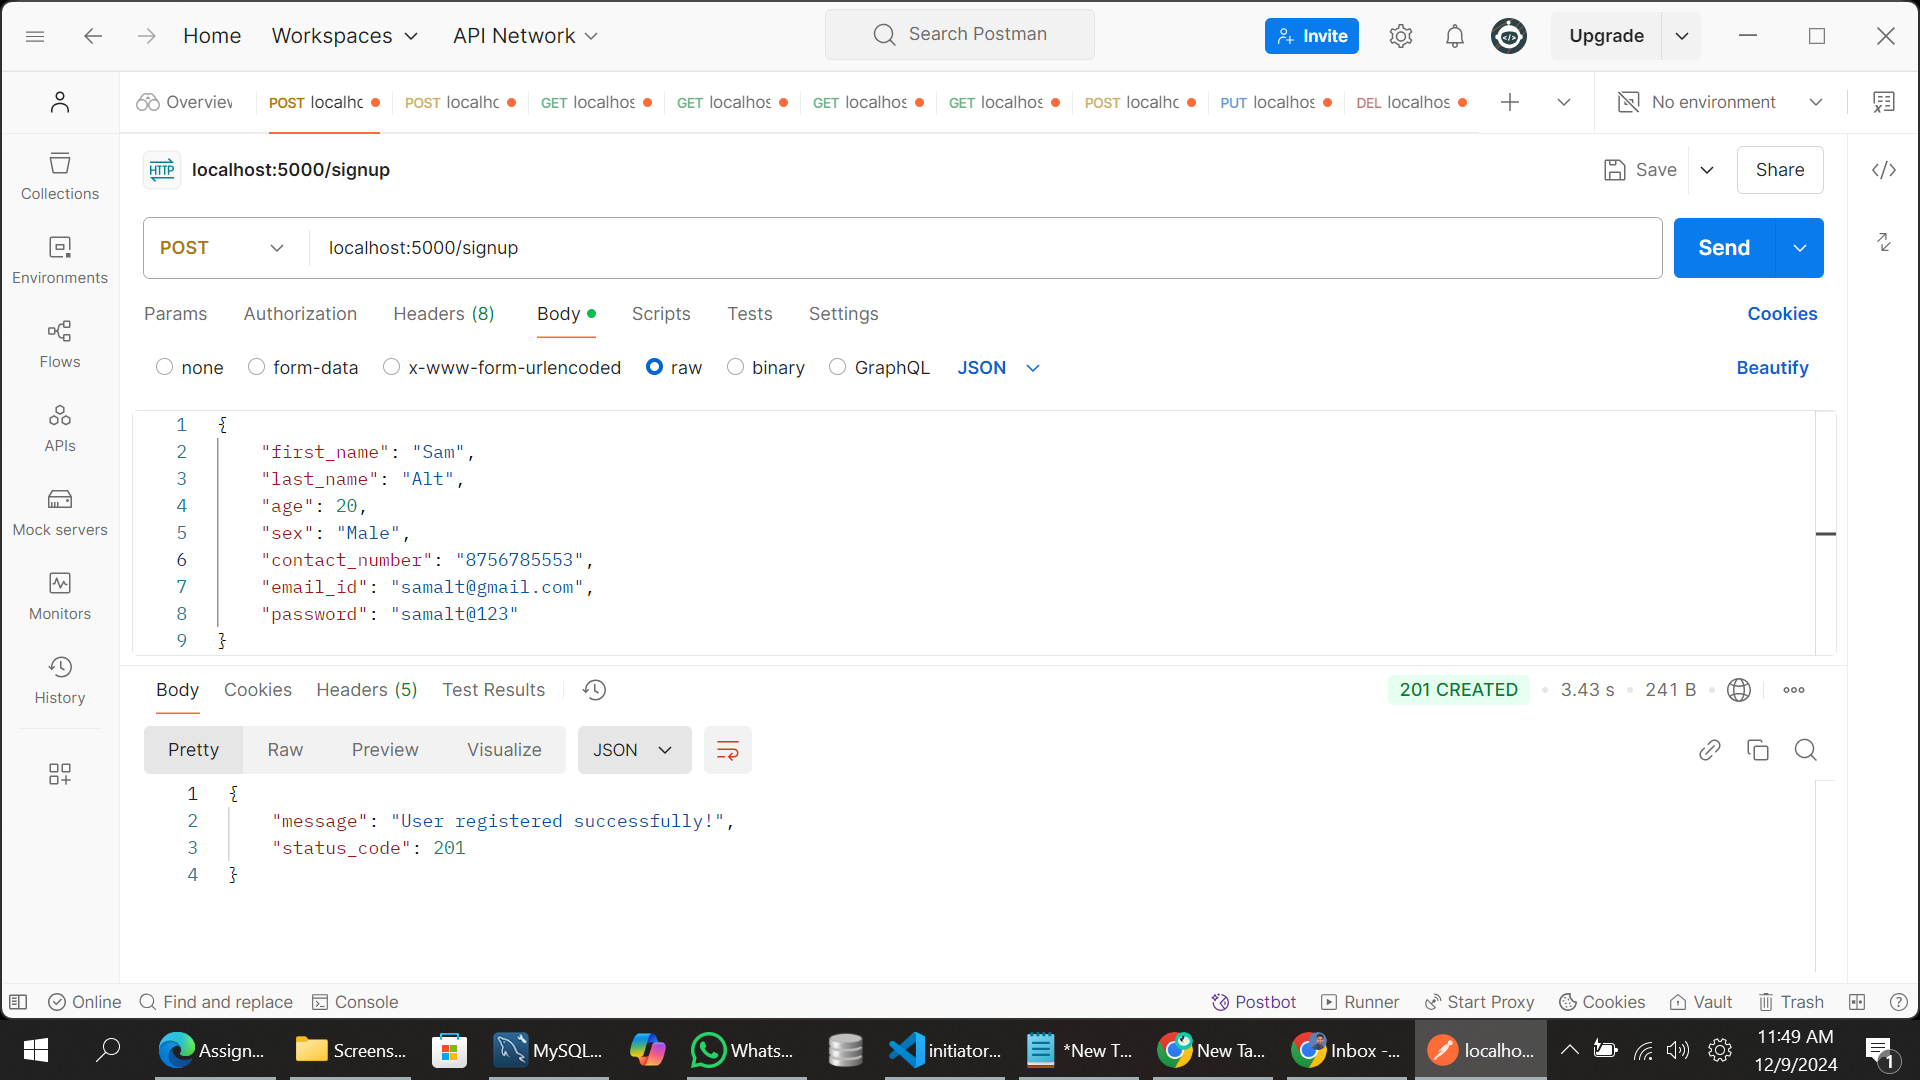 Home Workspaces API Network Search Postman Invite Upgrade
Overview POST localhc POST localhc GET localhos GET localhos GET localhos GET localhos POST localhc PUT localhos DEL localhos No environment
HTTP localhost:5000/signup Save Share
POST localhost:5000/signup Send
Params Authorization Headers (8) Body Scripts Tests Settings Cookies
none form-data x-www-form-urlencoded raw binary GraphQL JSON Beautify
Collections
Environments
Flows
APIs
Mock servers
Monitors
History
1 {
2 "first_name": "Sam",
3 "last_name": "Alt",
4 "age": 20,
5 "sex": "Male",
6 "contact_number": "8756785553",
7 "email_id": "samalt@gmail.com",
8 "password": "samalt@123"
9 }
Body Cookies Headers (5) Test Results 201 CREATED 3.43 s 241 B
Pretty Raw Preview Visualize JSON
1 {
2 "message": "User registered successfully!",
3 "status_code": 201
4 }
Online Find and replace Console Postbot Runner Start Proxy Cookies Vault Trash
Assign... Screens... MySQL... Whats... initiator... *New T... New Ta... Inbox -... localho... 11:49 AM
12/9/2024 1